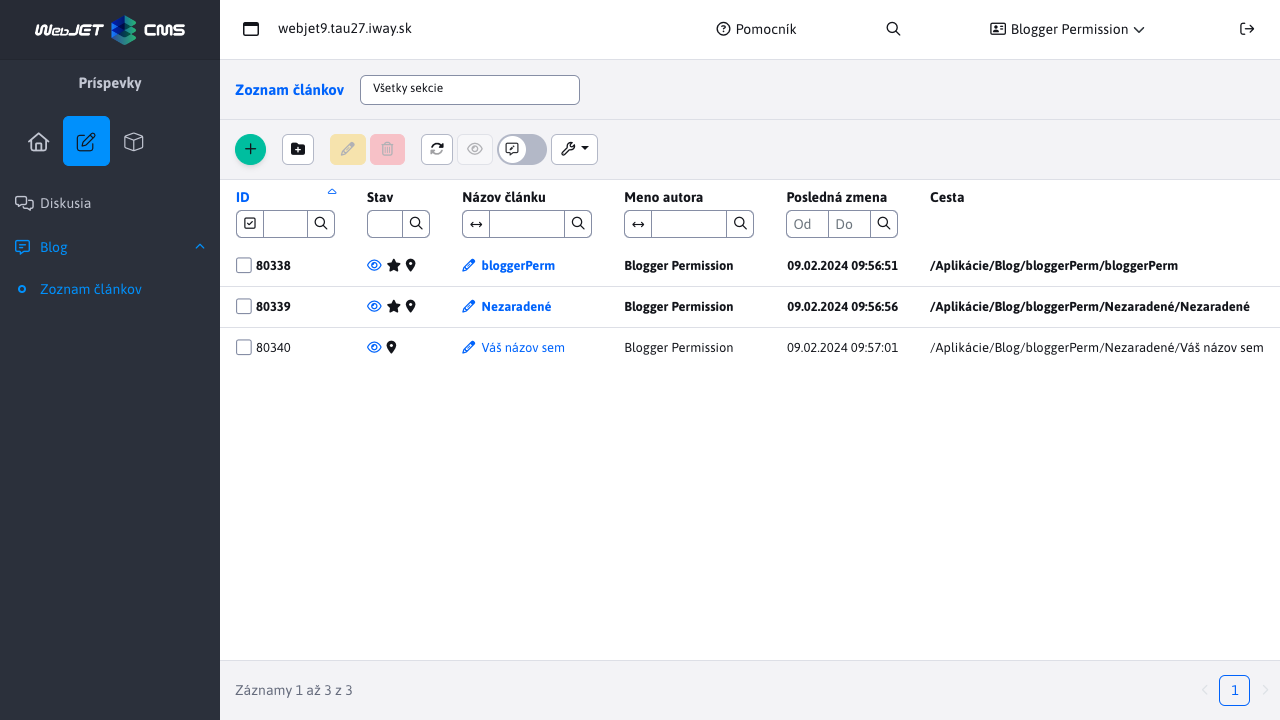 WebJET CMS
webjet9.tau27.iway.sk
Pomocník
Blogger Permission
Príspevky
Diskusia
Blog
Zoznam článkov
Zoznam článkov
Všetky sekcie
ID
Stav
Názov článku
Meno autora
Posledná zmena
Cesta
Od
Do
80338
bloggerPerm
Blogger Permission
09.02.2024 09:56:51
/Aplikácie/Blog/bloggerPerm/bloggerPerm
80339
Nezaradené
Blogger Permission
09.02.2024 09:56:56
/Aplikácie/Blog/bloggerPerm/Nezaradené/Nezaradené
80340
Váš názov sem
Blogger Permission
09.02.2024 09:57:01
/Aplikácie/Blog/bloggerPerm/Nezaradené/Váš názov sem
Záznamy 1 až 3 z 3
1